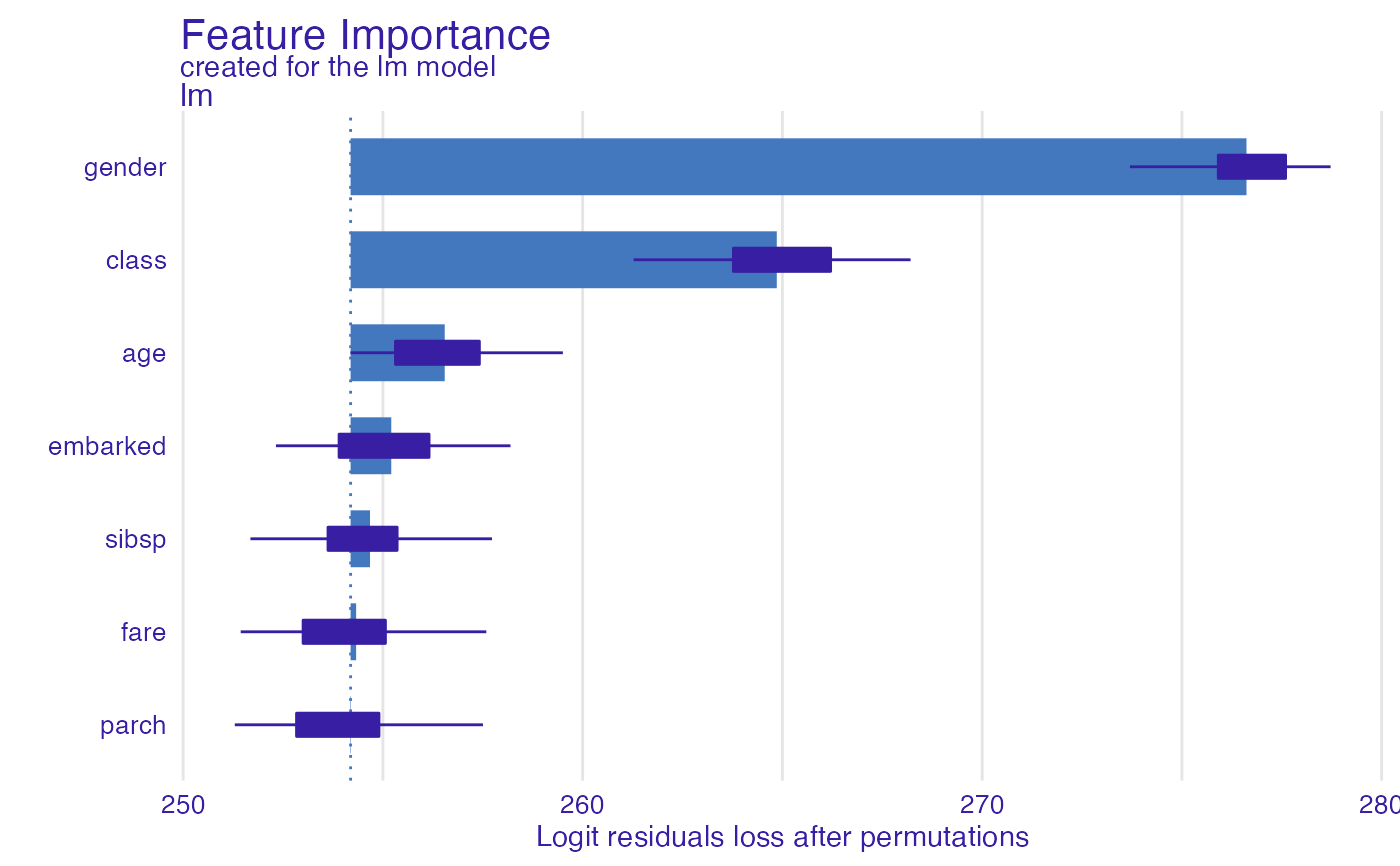 Feature Importance
created for the lm model
lm
gender
class
age
embarked
sibsp
fare
parch
250 260 270 280
Logit residuals loss after permutations